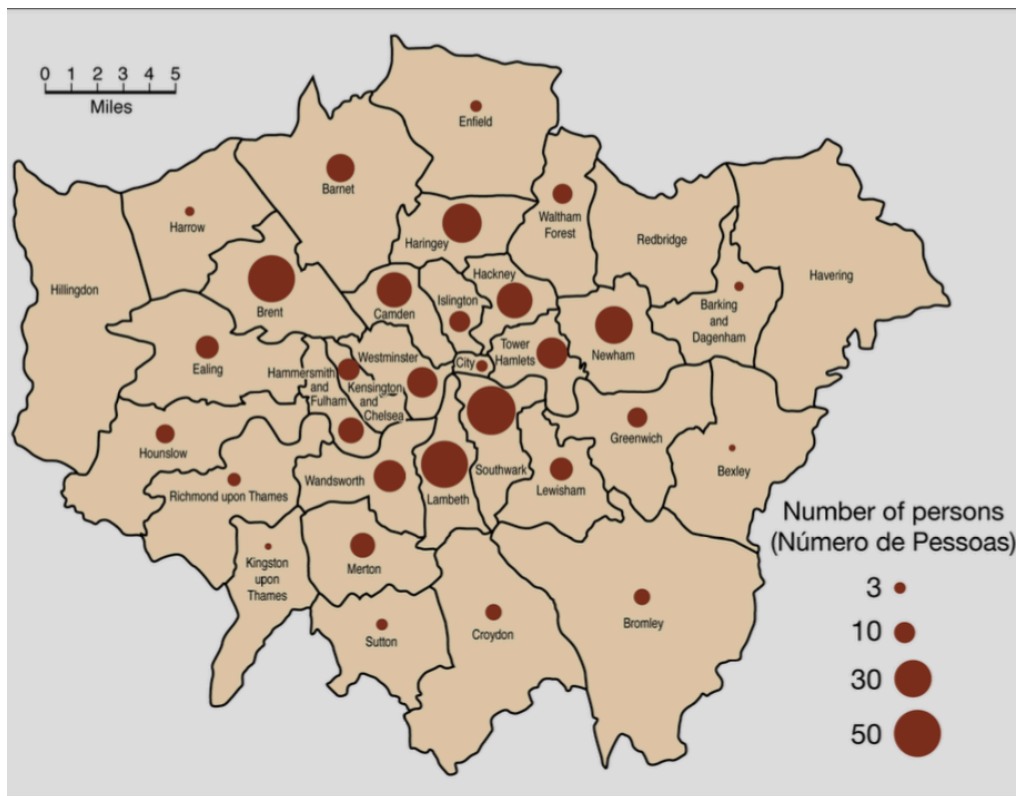 0 1 2 3 4 5
Miles
Enfield
Barnet
Harrow
Haringey
Waltham
Forest
Redbridge
Havering
Hillingdon
Brent
Camden
Islington
Hackney
Barking
and
Dagenham
Ealing
Westminster
City
Tower
Hamlets
Newham
Hammersmith
and
Fulham
Kensington
and
Chelsea
Hounslow
Richmond upon Thames
Wandsworth
Lambeth
Southwark
Lewisham
Greenwich
Bexley
Kingston
upon
Thames
Merton
Sutton
Croydon
Bromley
Number of persons
(Número de Pessoas)
3
10
30
50